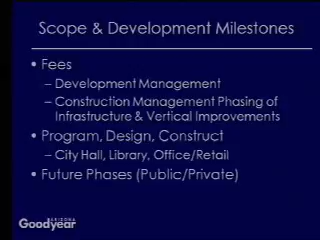 Scope & Development Milestones
• Fees
– Development Management
– Construction Management Phasing of
Infrastructure & Vertical Improvements
• Program, Design, Construct
– City Hall, Library, Office/Retail
• Future Phases (Public/Private)
ARIZONA
Goodyear